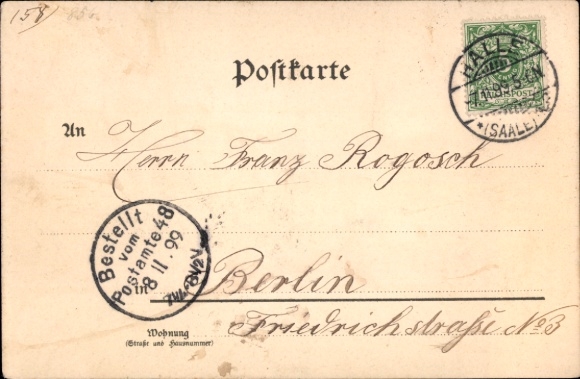 158
Postkarte
HALLE
*(SAALE)
An
Herrn Franz Rogosch
Bestellt
vom
Postamte 48
8 11 99
Berlin
Friedrichstraße No 3
Wohnung
(Straße und Hausnummer)